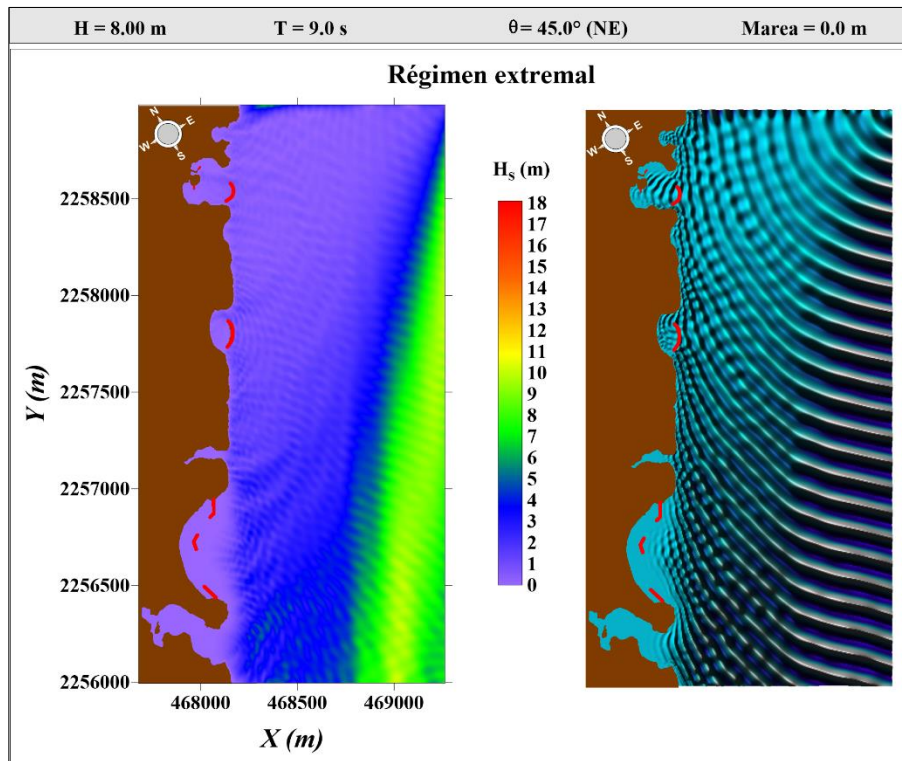 H = 8.00 m T = 9.0 s θ = 45.0° (NE) Marea = 0.0 m
Régimen extremal
N
E
W
S
Y (m)
2258500
2258000
2257500
2257000
2256500
2256000
468000 468500 469000
X (m)
Hs (m)
18
17
16
15
14
13
12
11
10
9
8
7
6
5
4
3
2
1
0
N
E
W
S